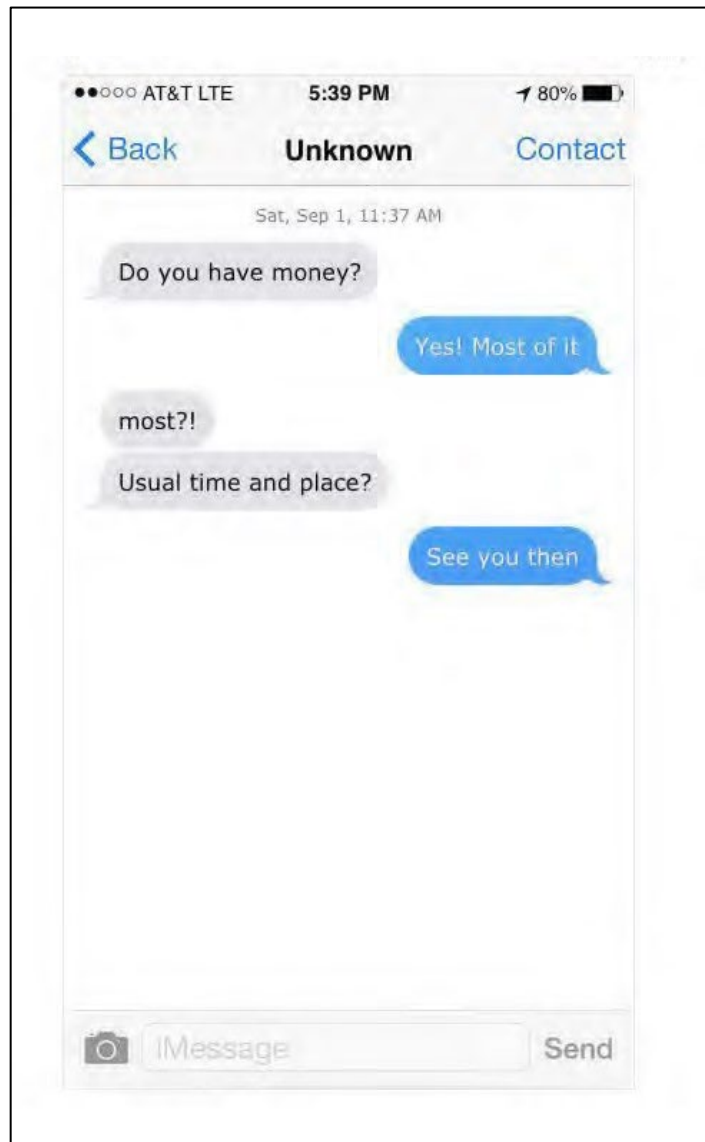 AT&T LTE 5:39 PM 80%
Back Unknown Contact
Sat, Sep 1, 11:37 AM
Do you have money?
Yes! Most of it
most?!
Usual time and place?
See you then
iMessage Send